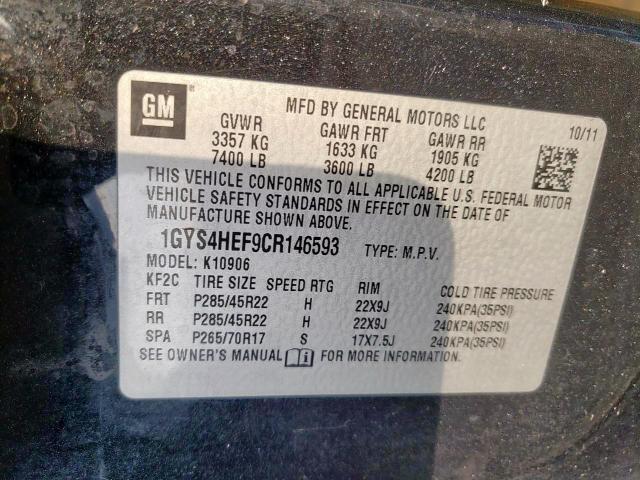 GM
MFD BY GENERAL MOTORS LLC
GVWR GAWR FRT GAWR RR 10/11
3357 KG 1633 KG 1905 KG
7400 LB 3600 LB 4200 LB
THIS VEHICLE CONFORMS TO ALL APPLICABLE U.S. FEDERAL MOTOR
VEHICLE SAFETY STANDARDS IN EFFECT ON THE DATE OF
MANUFACTURE SHOWN ABOVE.
1GYS4HEF9CR146593 TYPE: M.P.V.
MODEL: K10906
KF2C TIRE SIZE SPEED RTG RIM COLD TIRE PRESSURE
FRT P285/45R22 H 22X9J 240KPA(35PSI)
RR P285/45R22 H 22X9J 240KPA(35PSI)
SPA P265/70R17 S 17X7.5J 240KPA(35PSI)
SEE OWNER'S MANUAL FOR MORE INFORMATION.